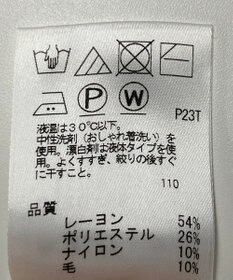 P W P23T
液温は30℃以下。
中性洗剤(おしゃれ着洗い)を
使用。漂白剤は液体タイプを使
用。よくすすぎ、絞りの後すぐ
に干すこと。
110
品質
レーヨン 54%
ポリエステル 26%
ナイロン 10%
毛 10%